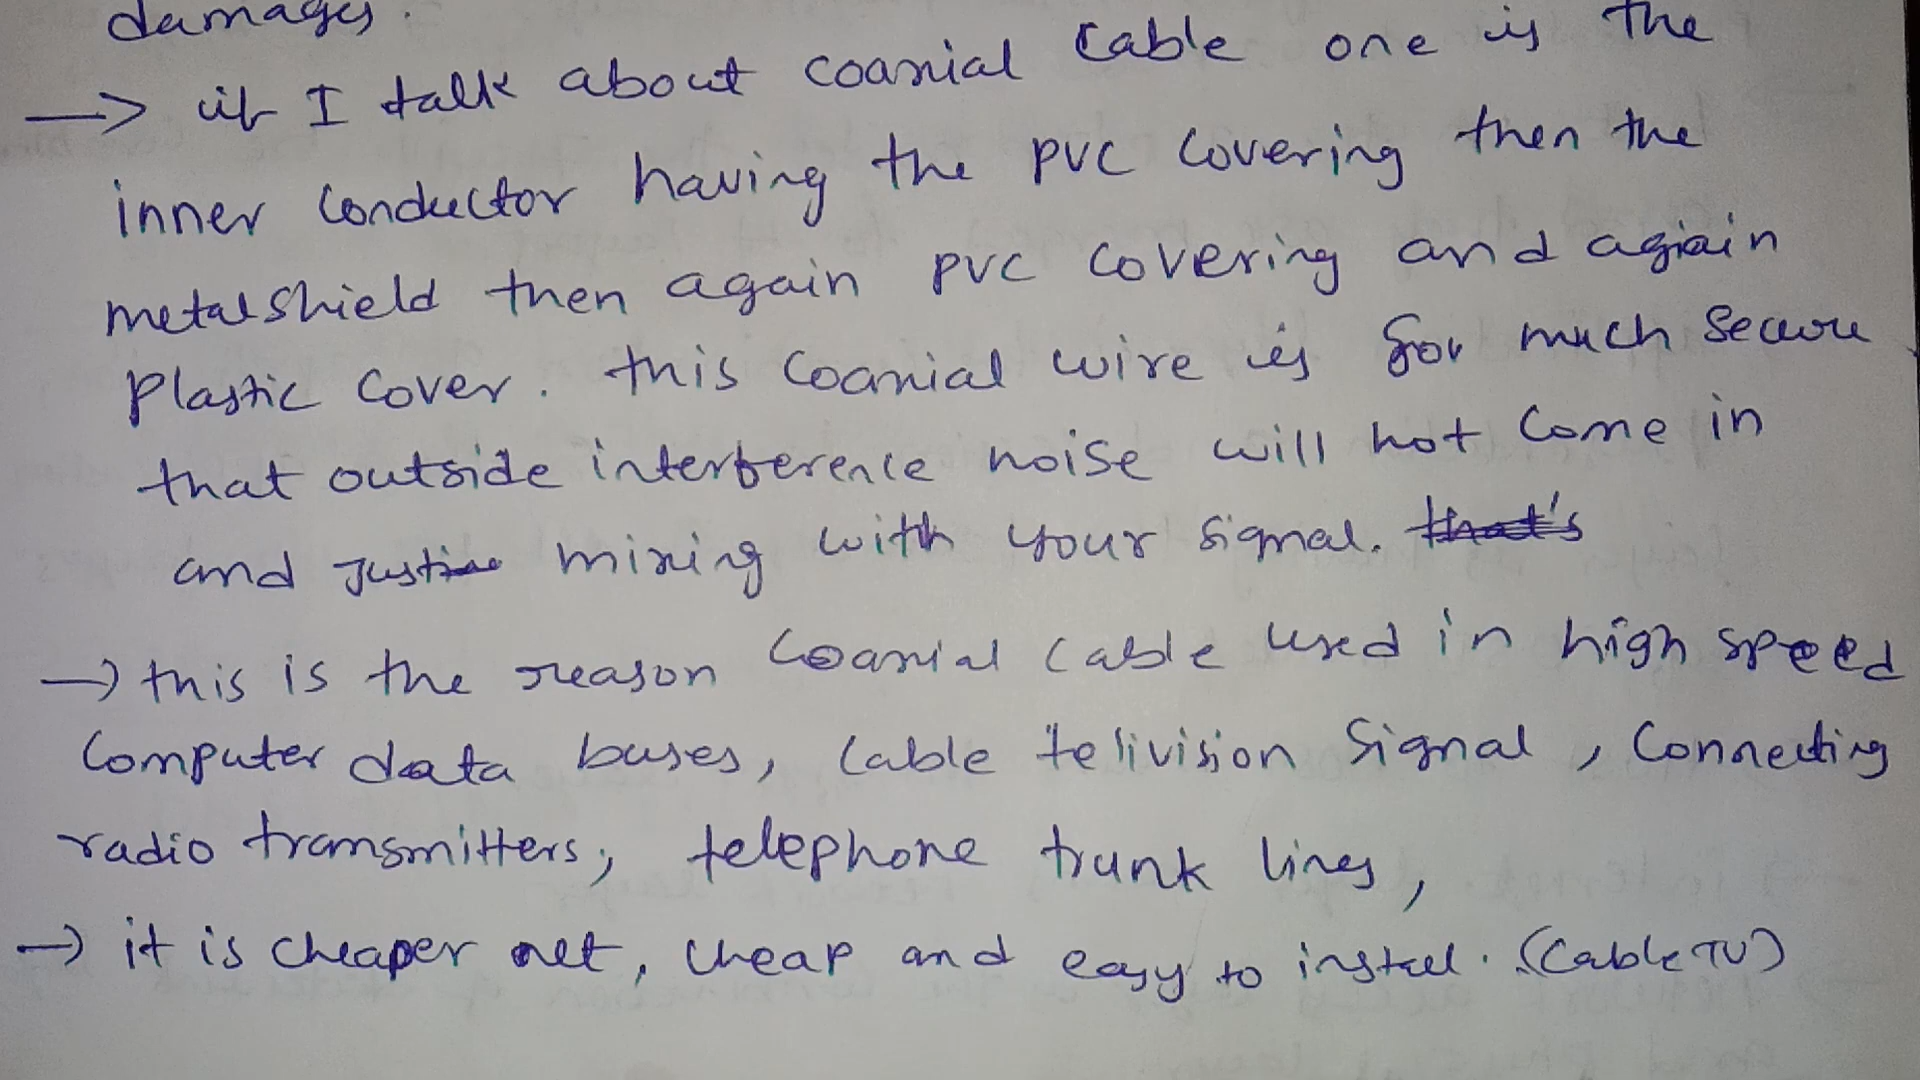 damages.
→ if I talk about coaxial cable one is the
inner conductor having the PVC covering then the
metal shield then again PVC covering and agiain
plastic cover. this coaxial wire is for much secure
that outside interference noise will not come in
and just mixing with your signal. that's
→ this is the reason coaxial cable used in high speed
computer data buses, cable telivision signal, connecting
radio transmitters, telephone trunk lines,
→ it is cheaper net, cheap and easy to install. (Cable TV)